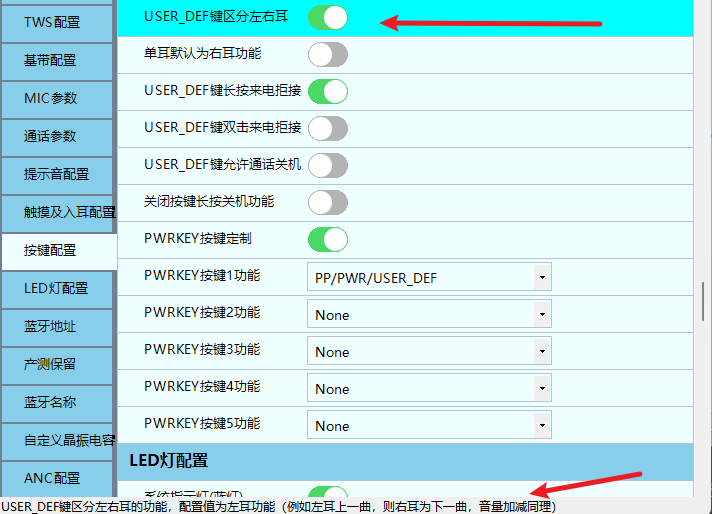 TWS配置
基带配置
MIC参数
通话参数
提示音配置
触摸及入耳配置
按键配置
LED灯配置
蓝牙地址
产测保留
蓝牙名称
自定义晶振电容
ANC配置
USER_DEF键区分左右耳
单耳默认为右耳功能
USER_DEF键长按来电拒接
USER_DEF键双击来电拒接
USER_DEF键允许通话关机
关闭按键长按关机功能
PWRKEY按键定制
PWRKEY按键1功能 PP/PWR/USER_DEF
PWRKEY按键2功能 None
PWRKEY按键3功能 None
PWRKEY按键4功能 None
PWRKEY按键5功能 None
LED灯配置
系统指示灯(蓝灯)
USER_DEF键区分左右耳的功能，配置值为左耳功能（例如左耳上一曲，则右耳为下一曲，音量加减同理）